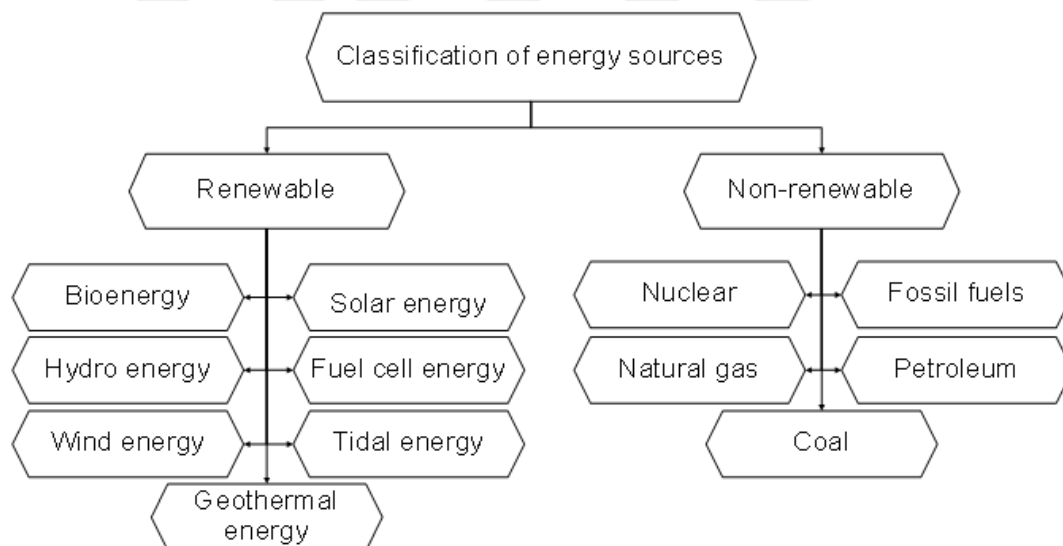 Classification of energy sources
Renewable
Non-renewable
Bioenergy
Solar energy
Nuclear
Fossil fuels
Hydro energy
Fuel cell energy
Natural gas
Petroleum
Wind energy
Tidal energy
Coal
Geothermal
energy